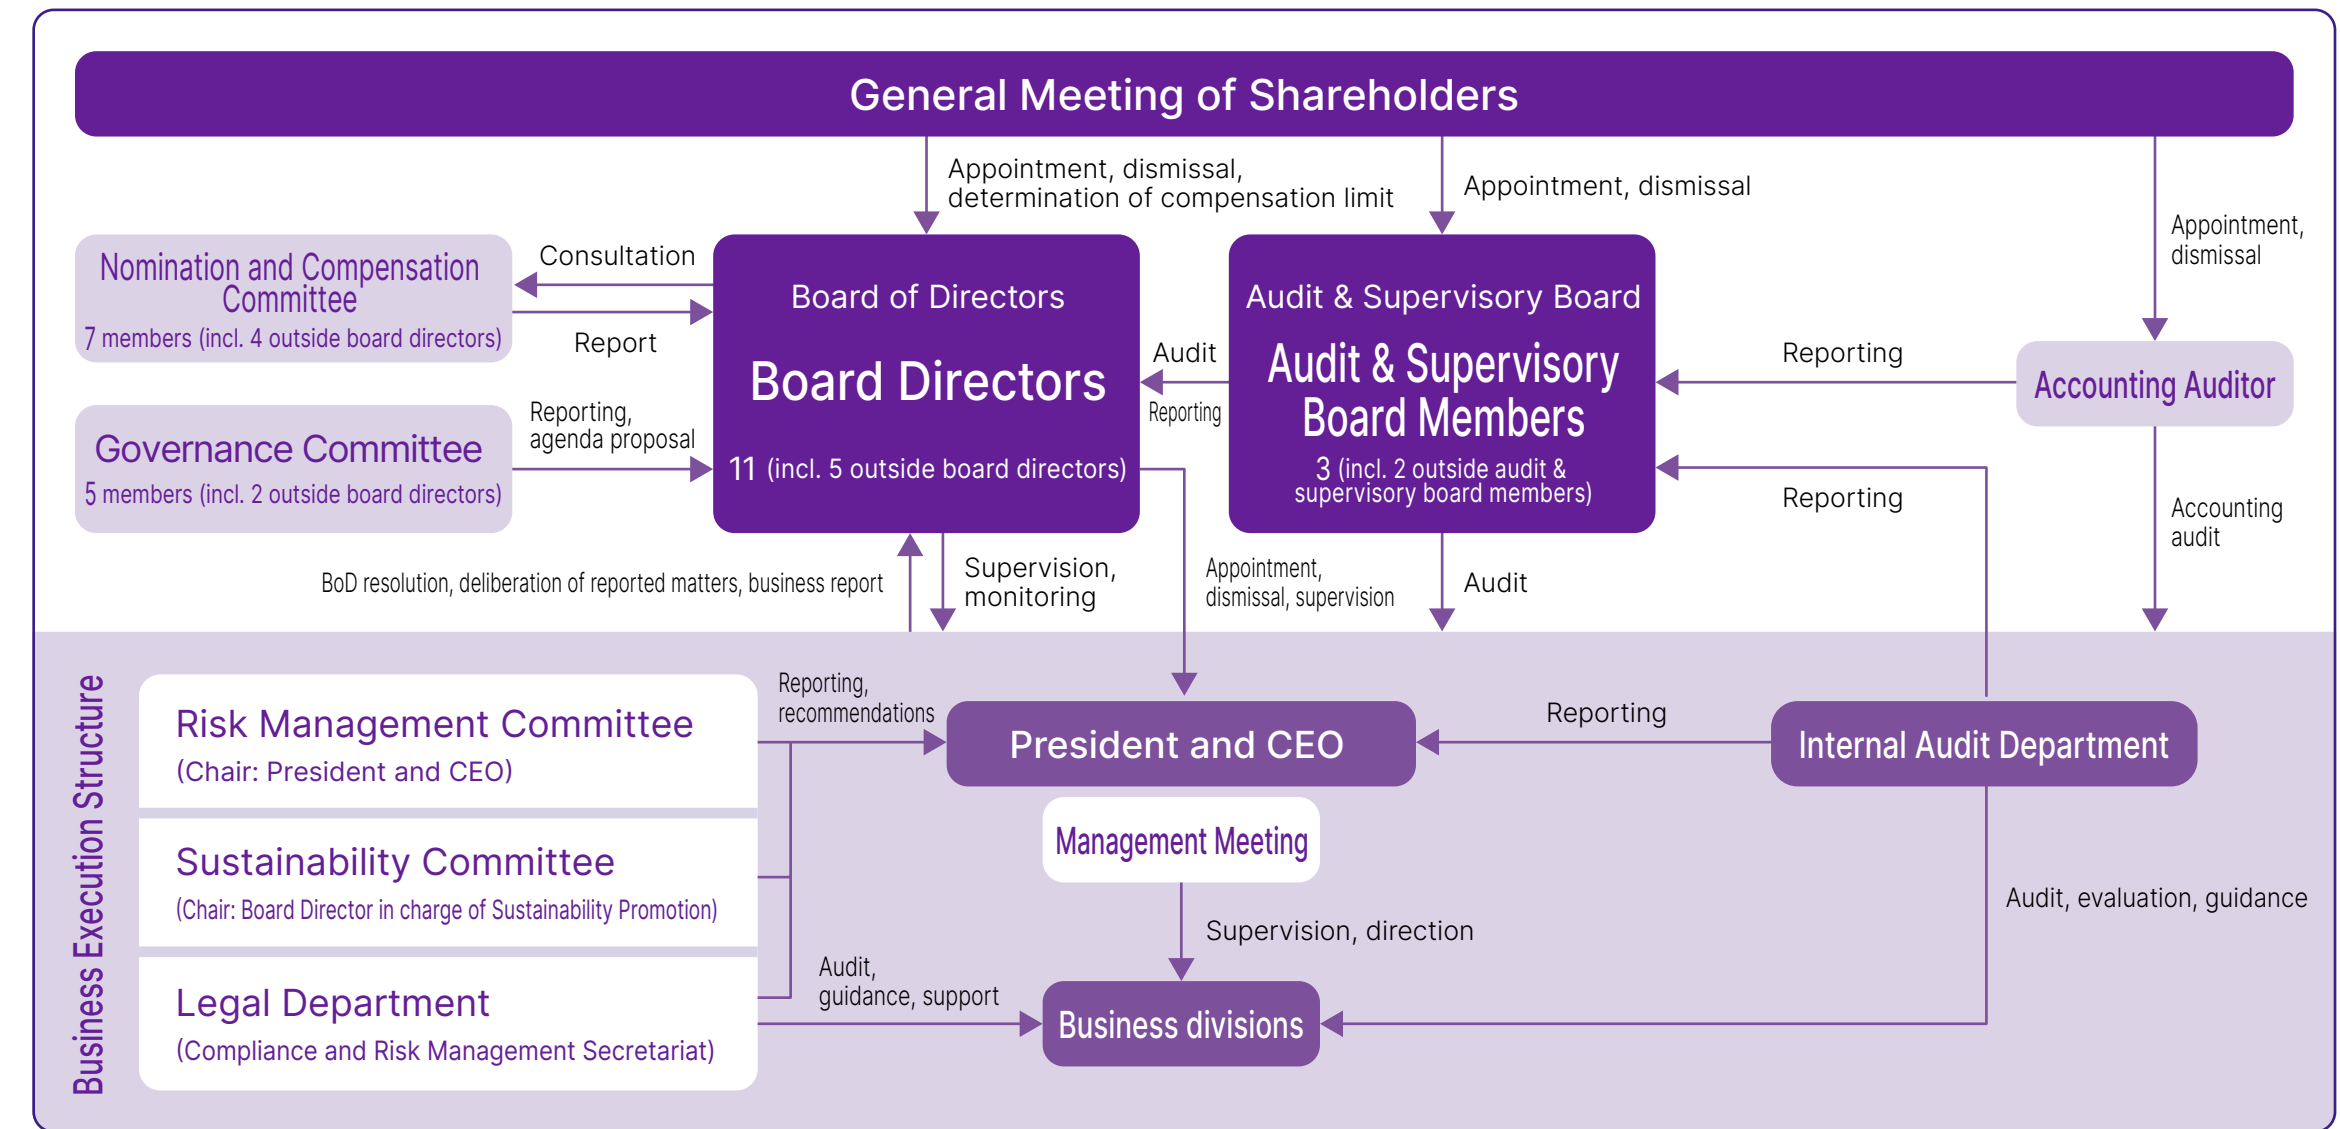 General Meeting of Shareholders
Appointment, dismissal,
determination of compensation limit
Appointment, dismissal
Appointment,
dismissal
Nomination and Compensation
Committee
7 members (incl. 4 outside board directors)
Consultation
Report
Governance Committee
5 members (incl. 2 outside board directors)
Reporting,
agenda proposal
Board of Directors
Board Directors
11 (incl. 5 outside board directors)
Audit
Reporting
Audit & Supervisory Board
Audit & Supervisory
Board Members
3 (incl. 2 outside audit &
supervisory board members)
Reporting
Accounting Auditor
Reporting
Accounting
audit
BoD resolution, deliberation of reported matters, business report
Supervision,
monitoring
Appointment,
dismissal, supervision
Audit
Business Execution Structure
Risk Management Committee
(Chair: President and CEO)
Sustainability Committee
(Chair: Board Director in charge of Sustainability Promotion)
Legal Department
(Compliance and Risk Management Secretariat)
Reporting,
recommendations
President and CEO
Reporting
Internal Audit Department
Management Meeting
Supervision, direction
Audit, evaluation, guidance
Audit,
guidance, support
Business divisions